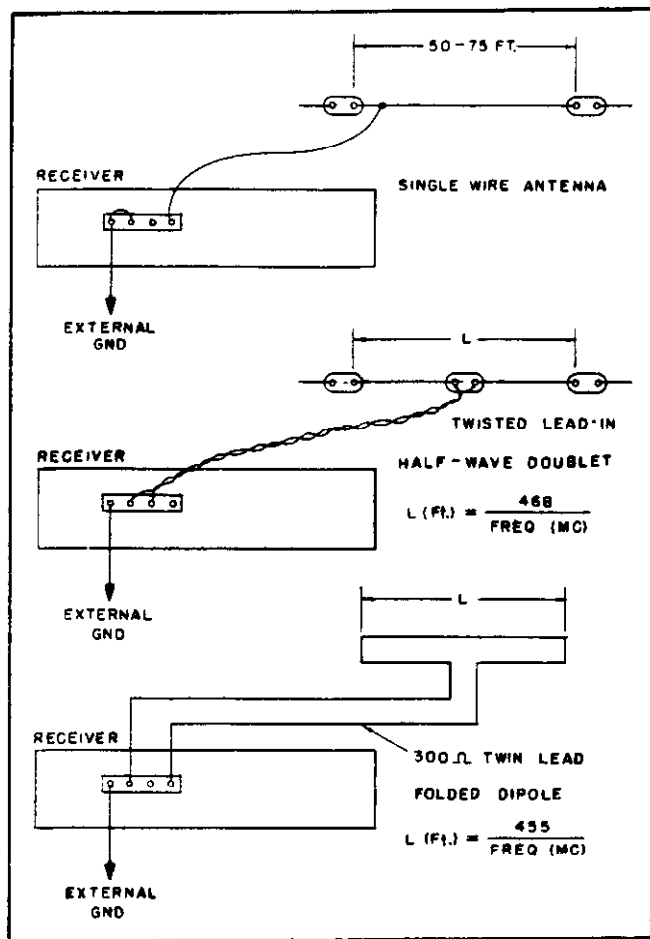 50-75 FT.
RECEIVER
SINGLE WIRE ANTENNA
EXTERNAL
GND
L
TWISTED LEAD-IN
RECEIVER
HALF-WAVE DOUBLET
L (Ft.) = 468
FREQ (MC)
EXTERNAL
GND
L
RECEIVER
300Ω TWIN LEAD
FOLDED DIPOLE
L (Ft.) = 455
FREQ (MC)
EXTERNAL
GND